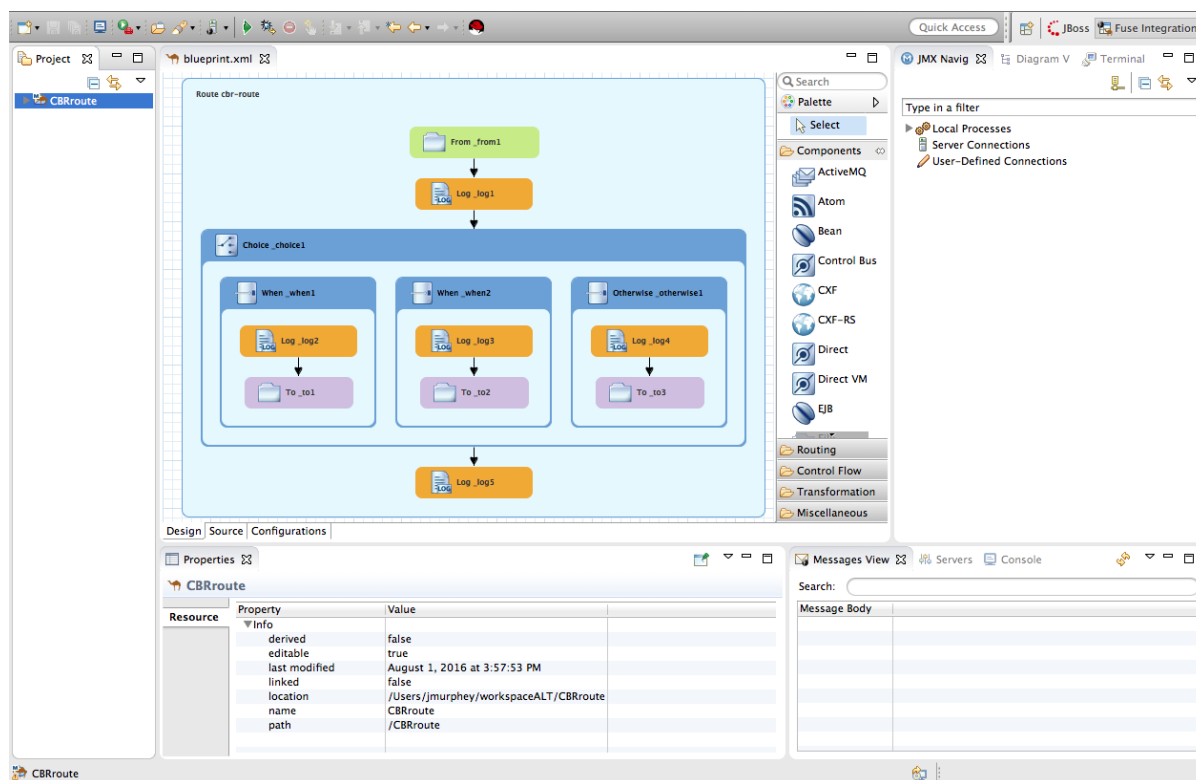 Quick Access
JBoss
Fuse Integration
Project
CBRroute
blueprint.xml
Route cbr-route
From _from1
Log _log1
Choice _choice1
When _when1
When _when2
Otherwise _otherwise1
Log _log2
Log _log3
Log _log4
To _to1
To _to2
To _to3
Log _log5
Design
Source
Configurations
Search
Palette
Select
Components
ActiveMQ
Atom
Bean
Control Bus
CXF
CXF-RS
Direct
Direct VM
EJB
Routing
Control Flow
Transformation
Miscellaneous
JMX Navig
Diagram V
Terminal
Type in a filter
Local Processes
Server Connections
User-Defined Connections
Properties
CBRroute
Resource
Property Value
Info
derived false
editable true
last modified August 1, 2016 at 3:57:53 PM
linked false
location /Users/jmurphey/workspaceALT/CBRroute
name CBRroute
path /CBRroute
Messages View
Servers
Console
Search:
Message Body
CBRroute